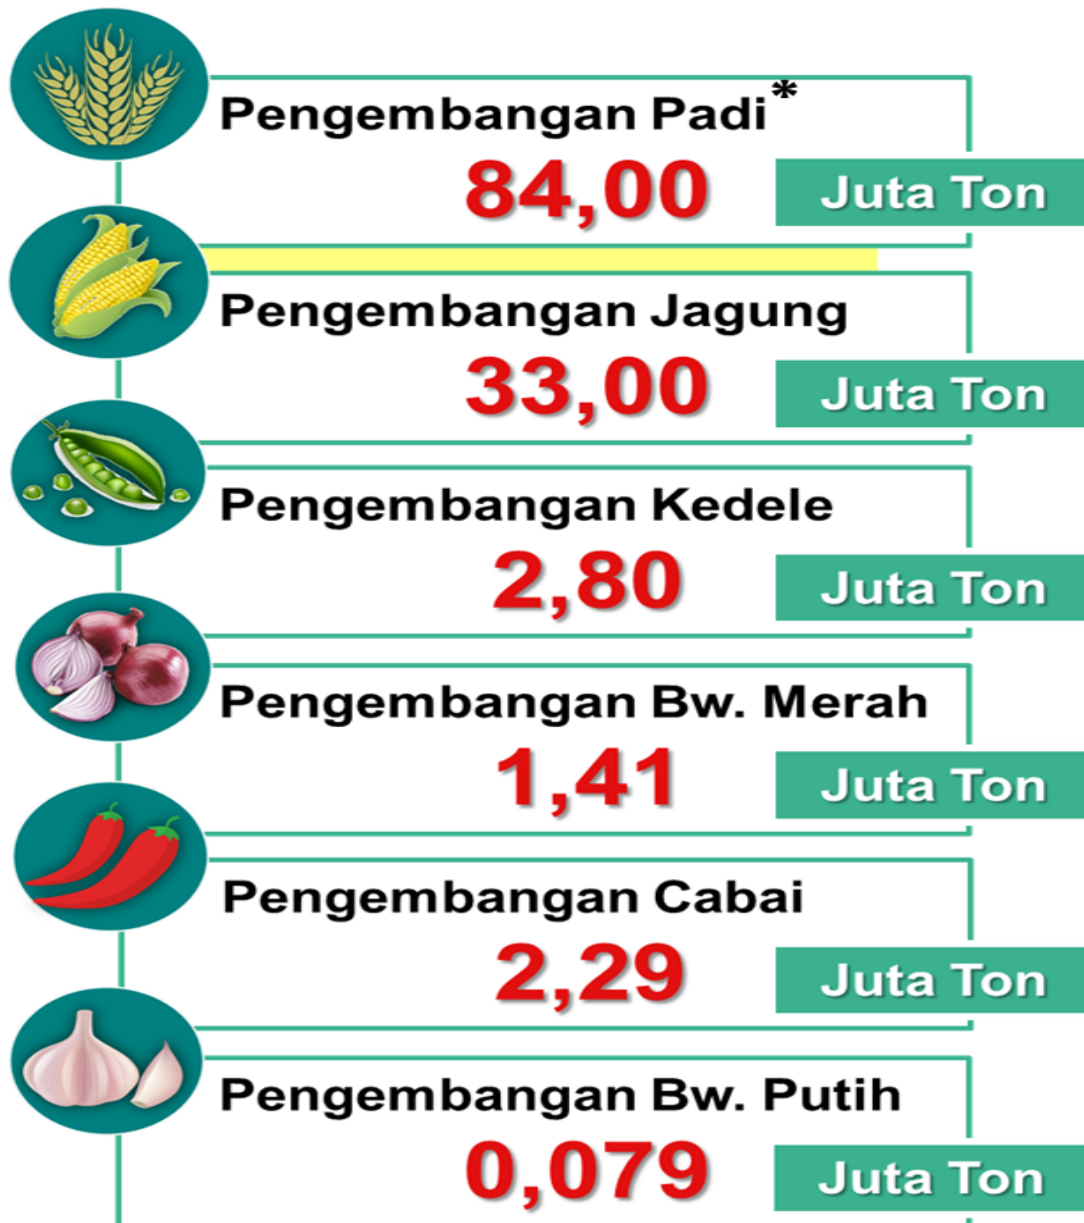 Pengembangan Padi*
84,00 Juta Ton
Pengembangan Jagung
33,00 Juta Ton
Pengembangan Kedele
2,80 Juta Ton
Pengembangan Bw. Merah
1,41 Juta Ton
Pengembangan Cabai
2,29 Juta Ton
Pengembangan Bw. Putih
0,079 Juta Ton